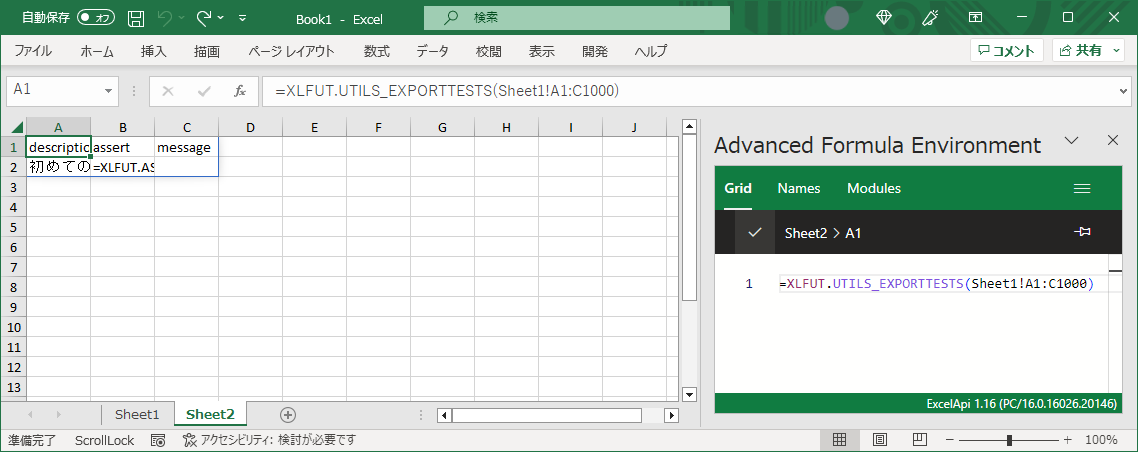 自動保存 オフ Book1 - Excel 検索
ファイル ホーム 挿入 描画 ページ レイアウト 数式 データ 校閲 表示 開発 ヘルプ コメント 共有
A1 fx =XLFUT.UTILS_EXPORTTESTS(Sheet1!A1:C1000)
A B C D E F G H I J
1 descriptic assert message
2 初めての =XLFUT.AS
3
4
5
6
7
8
9
10
11
12
13
Sheet1 Sheet2
準備完了 ScrollLock アクセシビリティ: 検討が必要です 100%
Advanced Formula Environment
Grid Names Modules
Sheet2 > A1
1 =XLFUT.UTILS_EXPORTTESTS(Sheet1!A1:C1000)
ExcelApi 1.16 (PC/16.0.16026.20146)